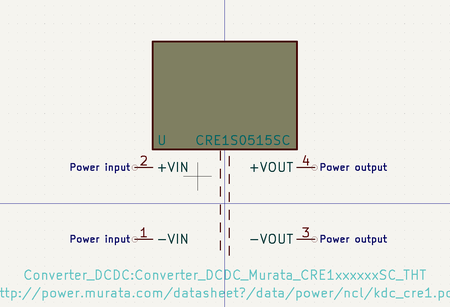 U CRE1S0515SC
Power input 2 +VIN +VOUT 4 Power output
Power input 1 -VIN -VOUT 3 Power output
Converter_DCDC:Converter_DCDC_Murata_CRE1xxxxxxSC_THT
ttp://power.murata.com/datasheet?/data/power/ncl/kdc_cre1.pd